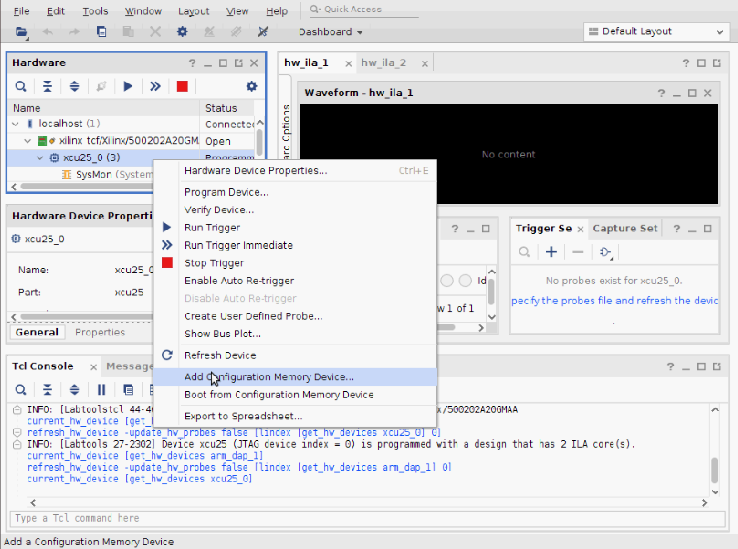 File Edit Tools Window Layout View Help Quick Access
Dashboard Default Layout
Hardware
hw_ila_1 hw_ila_2
Name Status
localhost (1) Connected
xilinx_tcf/Xilinx/500202A20GMA Open
xcu25_0 (3)
SysMon (System
Waveform - hw_ila_1
No content
Hardware Device Properties... Ctrl+E
Program Device...
Verify Device...
Run Trigger
Run Trigger Immediate
Stop Trigger
Enable Auto Re-trigger
Disable Auto Re-trigger
Create User Defined Probe...
Show Bus Plot...
Refresh Device
Add Configuration Memory Device...
Boot from Configuration Memory Device
Export to Spreadsheet...
Hardware Device Properti
xcu25_0
Name: xcu25_0
Part: xcu25
General Properties
Id
w 1 of 1
Trigger Se Capture Set
No probes exist for xcu25_0.
pecify the probes file and refresh the devic
Tcl Console Message
INFO: [Labtoolstcl 44-46 x/500202A20GMAA
current_hw_device [get_h
refresh_hw_device -update_hw_probes false [lindex [get_hw_devices xcu25_0] 0]
INFO: [Labtools 27-2302] Device xcu25 (JTAG device index = 0) is programmed with a design that has 2 ILA core(s).
current_hw_device [get_hw_devices arm_dap_1]
refresh_hw_device -update_hw_probes false [lindex [get_hw_devices arm_dap_1] 0]
current_hw_device [get_hw_devices xcu25_0]
Type a Tcl command here
Add a Configuration Memory Device